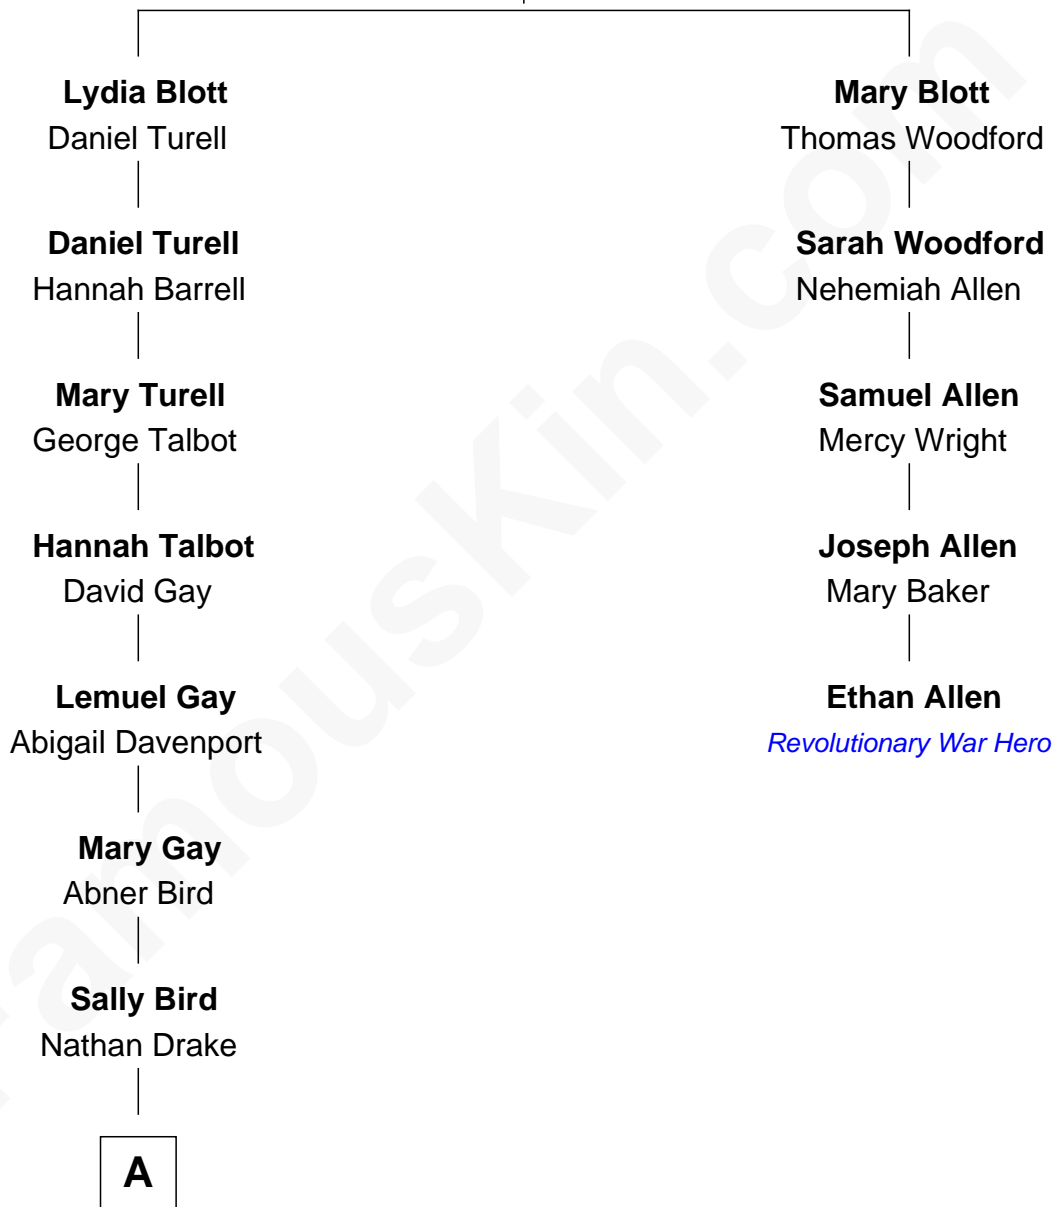 Lydia Blott
Daniel Turell
Mary Blott
Thomas Woodford
Daniel Turell
Hannah Barrell
Sarah Woodford
Nehemiah Allen
Mary Turell
George Talbot
Samuel Allen
Mercy Wright
Hannah Talbot
David Gay
Joseph Allen
Mary Baker
Lemuel Gay
Abigail Davenport
Ethan Allen
Revolutionary War Hero
Mary Gay
Abner Bird
Sally Bird
Nathan Drake
A
FamousKin.com